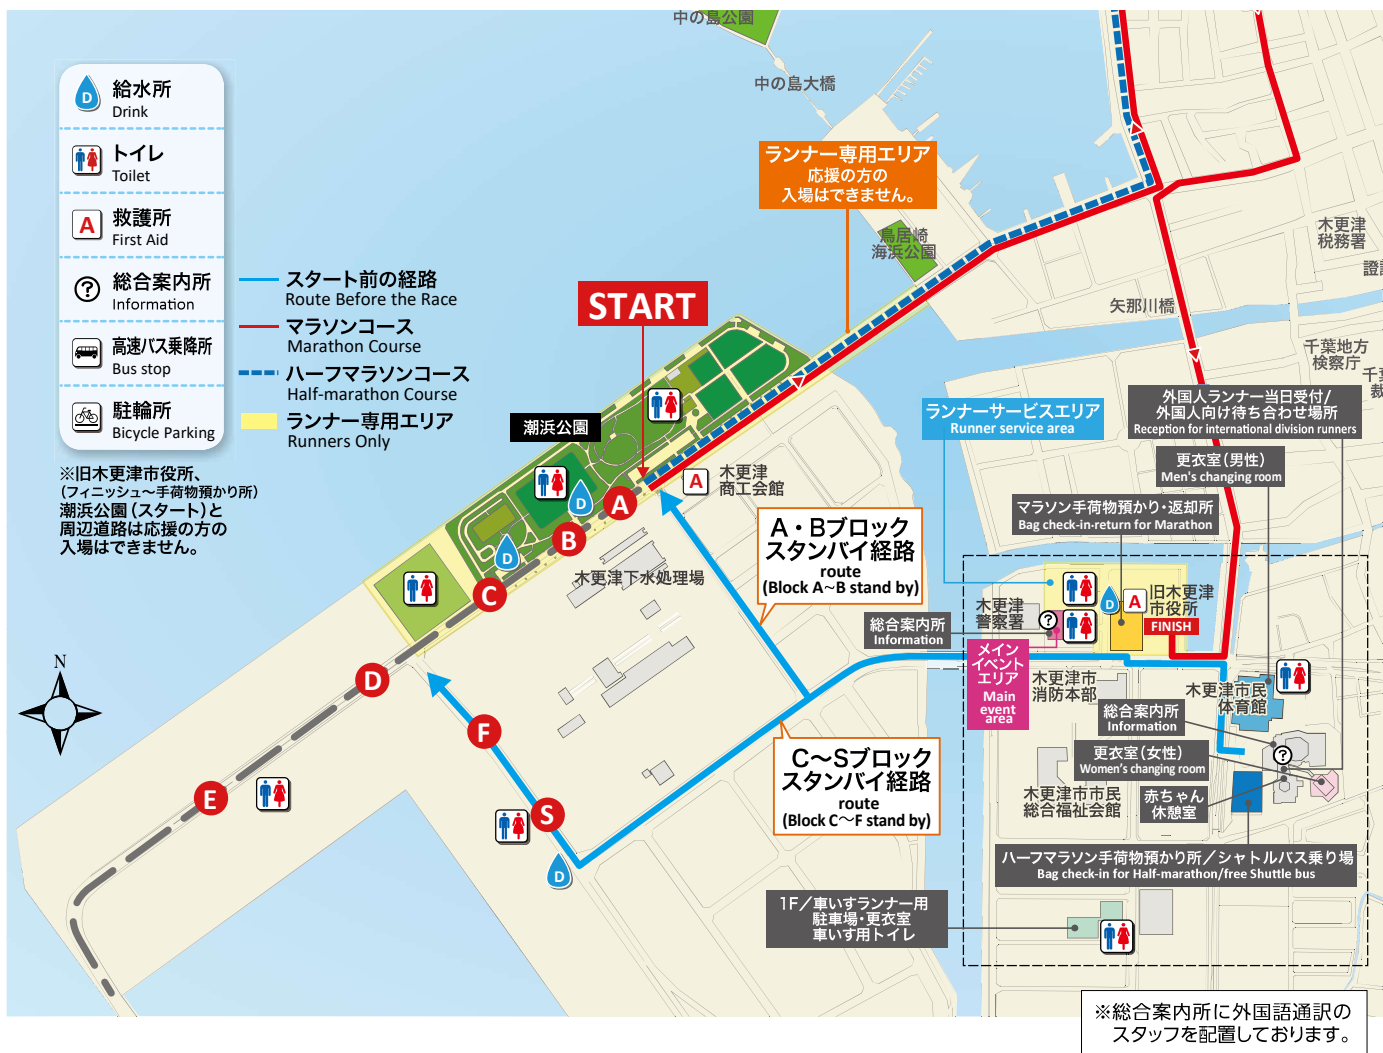 中の島公園
中の島大橋
給水所
Drink
トイレ
Toilet
救護所
First Aid
総合案内所
Information
高速バス乗降所
Bus stop
駐輪所
Bicycle Parking
※旧木更津市役所、
(フィニッシュ~手荷物預かり所)
潮浜公園(スタート)と
周辺道路は応援の方の
入場はできません。
スタート前の経路
Route Before the Race
マラソンコース
Marathon Course
ハーフマラソンコース
Half-marathon Course
ランナー専用エリア
Runners Only
ランナー専用エリア
応援の方の
入場はできません。
鳥居崎
海浜公園
START
潮浜公園
木更津
商工会館
木更津下水処理場
A
A
B
C
D
E
F
S
D
D
D
N
A・Bブロック
スタンバイ経路
route
(Block A~B stand by)
C~Sブロック
スタンバイ経路
route
(Block C~F stand by)
木更津
税務署
矢那川橋
千葉地方
検察庁
ランナーサービスエリア
Runner service area
外国人ランナー当日受付/
外国人向け待ち合わせ場所
Reception for international division runners
更衣室(男性)
Men's changing room
マラソン手荷物預かり・返却所
Bag check-in-return for Marathon
木更津
警察署
総合案内所
Information
D
A
旧木更津
市役所
FINISH
メイン
イベント
エリア
Main
event
area
木更津市
消防本部
木更津市民
体育館
総合案内所
Information
更衣室(女性)
Women's changing room
木更津市市民
総合福祉会館
赤ちゃん
休憩室
ハーフマラソン手荷物預かり所/シャトルバス乗り場
Bag check-in for Half-marathon/free Shuttle bus
1F/車いすランナー用
駐車場・更衣室
車いす用トイレ
※総合案内所に外国語通訳の
スタッフを配置しております。